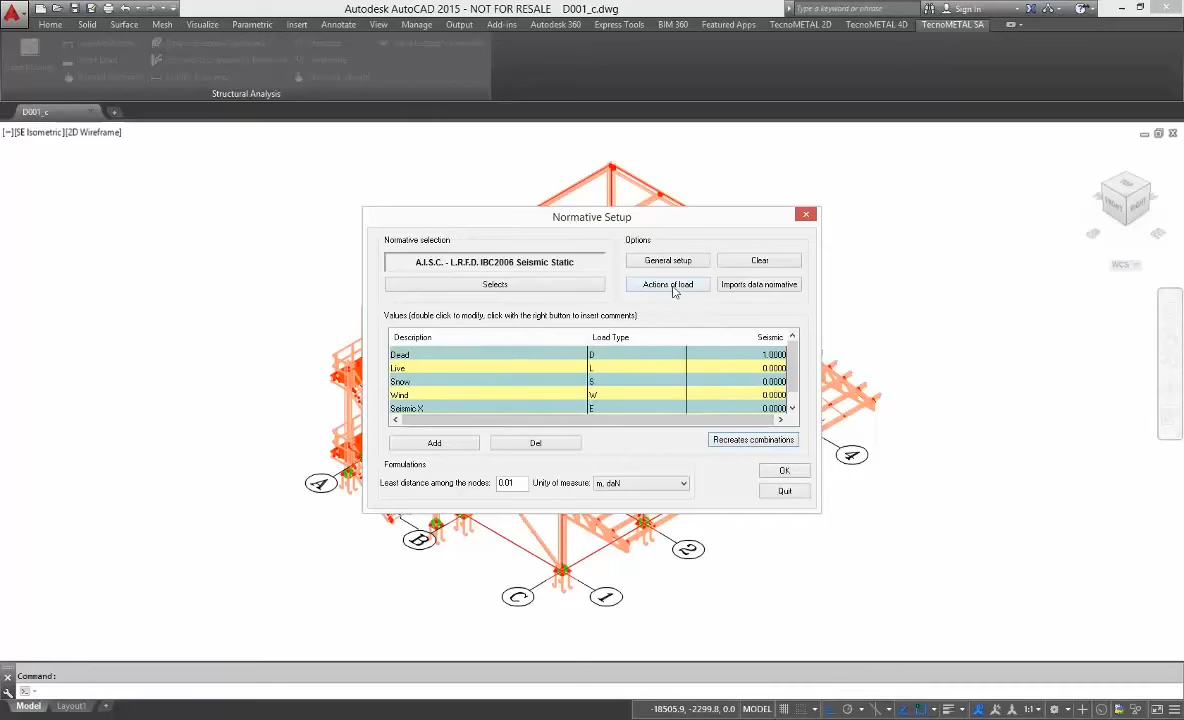 Autodesk AutoCAD 2015 - NOT FOR RESALE D001_c.dwg
Type a keyword or phrase
Sign In
Home Solid Surface Mesh Visualize Parametric Insert Annotate View Manage Output Add-ins Autodesk 360 Express Tools BIM 360 Featured Apps TecnoMETAL 2D TecnoMETAL 4D TecnoMETAL SA
Structural Analysis
D001_c
[−][SE Isometric][2D Wireframe]
TOP
FRONT
RIGHT
WCS
Normative Setup
Normative selection
A.I.S.C. - L.R.F.D. IBC2006 Seismic Static
Selects
Options
General setup Clear
Actions of load Imports data normative
Values (double click to modify, click with the right button to insert comments)
Description Load Type Seismic
Dead D 1.0000
Live L 0.0000
Snow S 0.0000
Wind W 0.0000
Seismic X E 0.0000
Add Del Recreates combinations
Formulations
Least distance among the nodes: 0.01 Unity of measure: m, daN
OK
Quit
A
B
C
1
2
4
Command:
Model Layout1
-18505.9, -2299.8, 0.0 MODEL
1:1